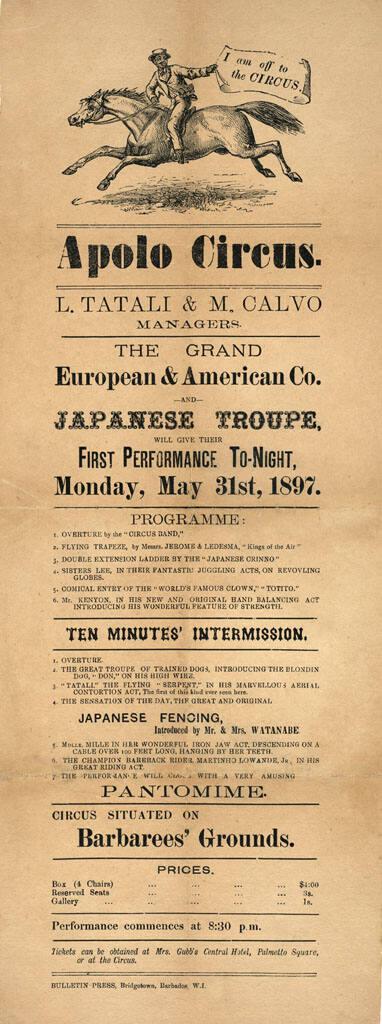 I am off to
the CIRCUS.
Apolo Circus.
L. TATALI & M. CALVO
MANAGERS.
THE GRAND
European & American Co.
—AND—
JAPANESE TROUPE,
WILL GIVE THEIR
FIRST PERFORMANCE TO-NIGHT,
Monday, May 31st, 1897.
PROGRAMME:
1. OVERTURE by the "CIRCUS BAND,"
2. FLYING TRAPEZE, by Messrs. JEROME & LEDESMA, "Kings of the Air"
3. DOUBLE EXTENSION LADDER BY THE "JAPANESE CRINNO"
4. SISTERS LEE, IN THEIR FANTASTIC JUGGLING ACTS, ON REVOVLING
GLOBES.
5. COMICAL ENTRY OF THE "WORLD'S FAMOUS CLOWN," "TOTITO."
6. Mr. KENYON, IN HIS NEW AND ORIGINAL HAND BALANCING ACT
INTRODUCING HIS WONDERFUL FEATURE OF STRENGTH.
TEN MINUTES' INTERMISSION.
1. OVERTURE.
2. THE GREAT TROUPE OF TRAINED DOGS, INTRODUCING THE BLONDIN
DOG, "DON," ON HIS HIGH WIRE.
3. "TATALI" THE FLYING "SERPENT," IN HIS MARVELLOUS AERIAL
CONTORTION ACT, The first of this kind ever seen here.
4. THE SENSATION OF THE DAY, THE GREAT AND ORIGINAL
JAPANESE FENCING,
Introduced by Mr. & Mrs. WATANABE
5. MDLLE. MILLE IN HER WONDERFUL IRON JAW ACT, DESCENDING ON A
CABLE OVER 100 FEET LONG, HANGING BY HER TEETH.
6. THE CHAMPION BAREBACK RIDER, MARTINHO LOWANDE, Jr., IN HIS
GREAT RIDING ACT.
7 THE PERFORMANCE WILL CLOSE WITH A VERY AMUSING
PANTOMIME.
CIRCUS SITUATED ON
Barbarees' Grounds.
PRICES.
Box (4 Chairs) ... ... ... ... $4:00
Reserved Seats ... ... ... ... 3s.
Gallery ... ... ... ... 1s.
Performance commences at 8:30 p.m.
Tickets can be obtained at Mrs. Gubb's Central Hotel, Palmetto Square,
or at the Circus.
BULLETIN PRESS, Bridgetown, Barbados, W.I.